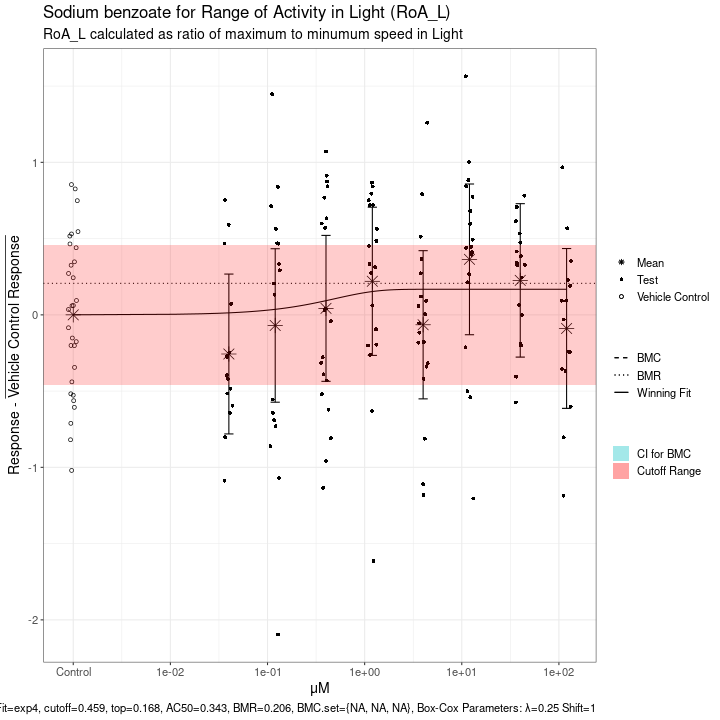 Sodium benzoate for Range of Activity in Light (RoA_L)
RoA_L calculated as ratio of maximum to minumum speed in Light
Response - Vehicle Control Response
1
0
-1
-2
Control
1e-02
1e-01
1e+00
1e+01
1e+02
µM
Mean
Test
Vehicle Control
BMC
BMR
Winning Fit
CI for BMC
Cutoff Range
Fit=exp4, cutoff=0.459, top=0.168, AC50=0.343, BMR=0.206, BMC.set={NA, NA, NA}, Box-Cox Parameters: λ=0.25 Shift=1